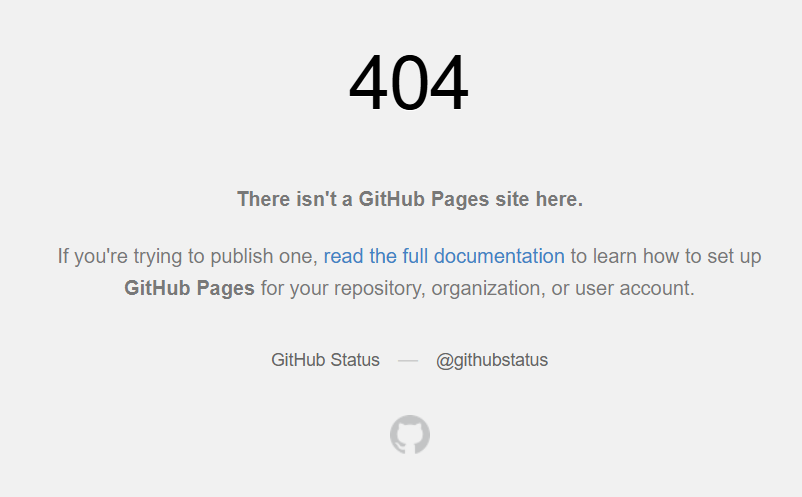 404
There isn't a GitHub Pages site here.
If you're trying to publish one, read the full documentation to learn how to set up
GitHub Pages for your repository, organization, or user account.
GitHub Status — @githubstatus